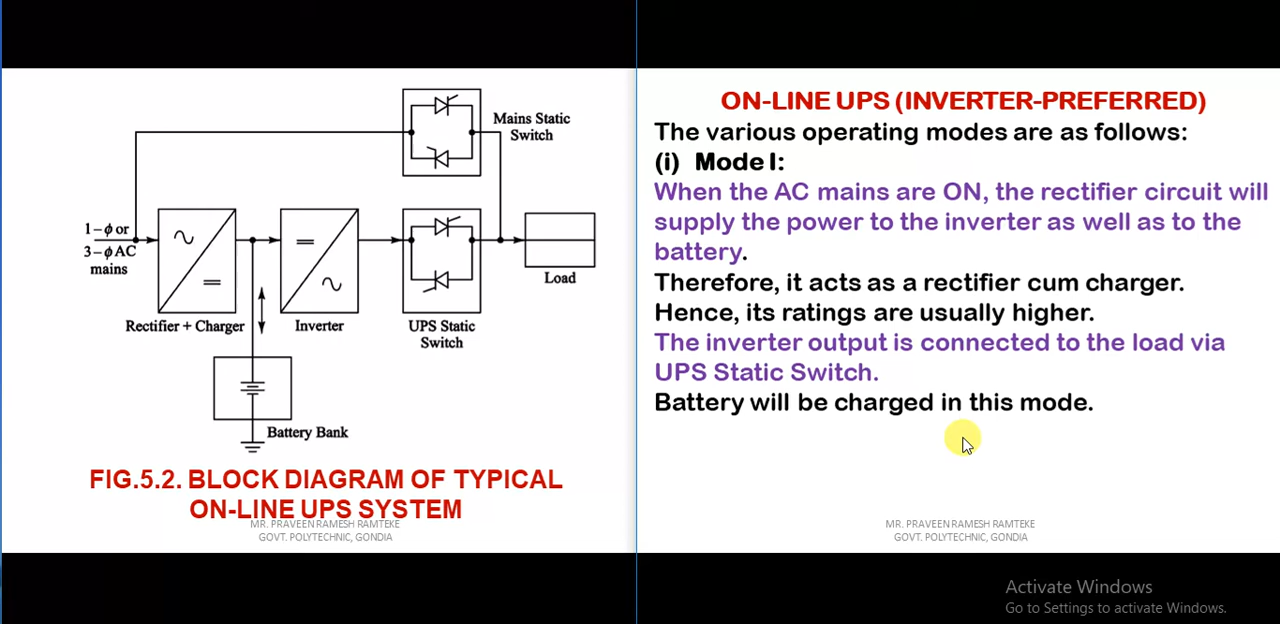 Mains Static
Switch
1-ϕ or
3-ϕ AC
mains
Load
Rectifier + Charger
Inverter
UPS Static
Switch
Battery Bank
FIG.5.2. BLOCK DIAGRAM OF TYPICAL
ON-LINE UPS SYSTEM
MR. PRAVEEN RAMESH RAMTEKE
GOVT. POLYTECHNIC, GONDIA
ON-LINE UPS (INVERTER-PREFERRED)
The various operating modes are as follows:
(i) Mode I:
When the AC mains are ON, the rectifier circuit will
supply the power to the inverter as well as to the
battery.
Therefore, it acts as a rectifier cum charger.
Hence, its ratings are usually higher.
The inverter output is connected to the load via
UPS Static Switch.
Battery will be charged in this mode.
MR. PRAVEEN RAMESH RAMTEKE
GOVT. POLYTECHNIC, GONDIA
Activate Windows
Go to Settings to activate Windows.